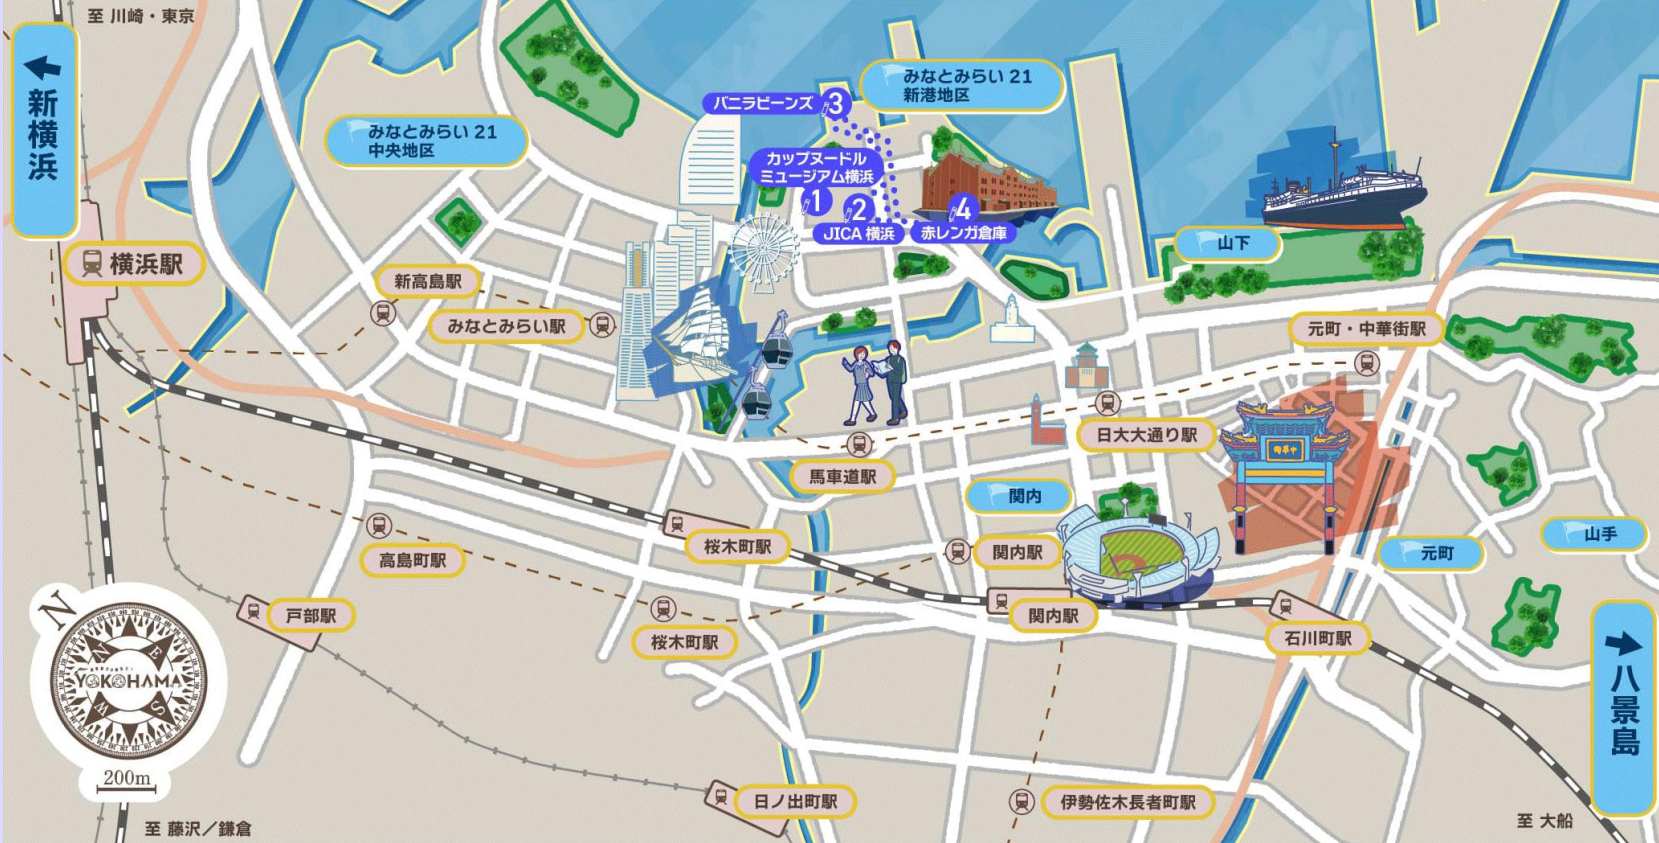 至 川崎・東京
新横浜
みなとみらい 21
中央地区
バニラビーンズ 3
みなとみらい 21
新港地区
カップヌードル
ミュージアム横浜
1
2
JICA 横浜
4
赤レンガ倉庫
山下
横浜駅
新高島駅
みなとみらい駅
元町・中華街駅
日大大通り駅
中華街
馬車道駅
関内
桜木町駅
関内駅
高島町駅
元町
山手
戸部駅
桜木町駅
関内駅
石川町駅
N
N
E
YOKOHAMA
W
S
200m
八景島
日ノ出町駅
伊勢佐木長者町駅
至 藤沢／鎌倉
至 大船